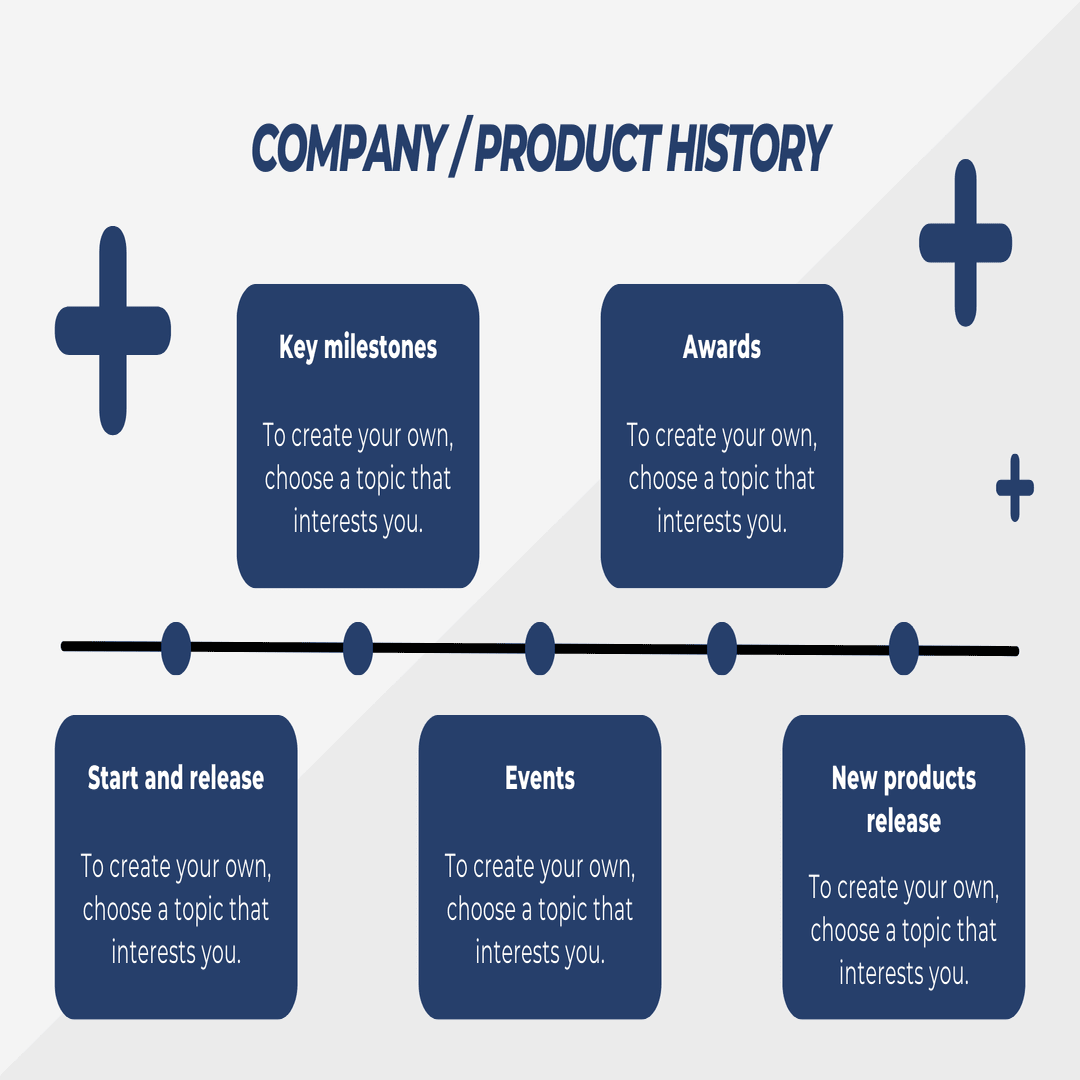 COMPANY / PRODUCT HISTORY
Key milestones
To create your own,
choose a topic that
interests you.
Awards
To create your own,
choose a topic that
interests you.
Start and release
To create your own,
choose a topic that
interests you.
Events
To create your own,
choose a topic that
interests you.
New products
release
To create your own,
choose a topic that
interests you.